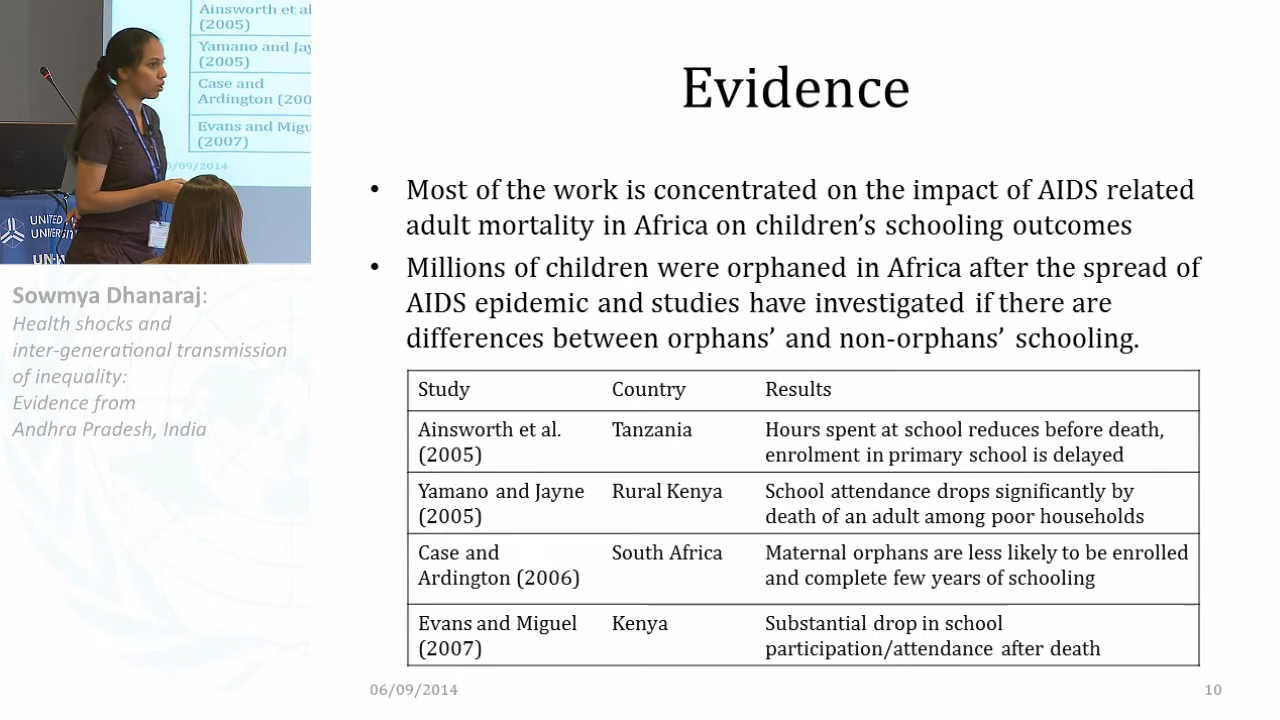 Ainsworth et al
(2005)
Yamano and Jay
(2005)
Case and
Ardington (200
Evans and Migu
(2007)
/09/2014
UNITED
UNIVERSIT
UN-W
Sowmya Dhanaraj:
Health shocks and
inter-generational transmission
of inequality:
Evidence from
Andhra Pradesh, India
Evidence
• Most of the work is concentrated on the impact of AIDS related
adult mortality in Africa on children’s schooling outcomes
• Millions of children were orphaned in Africa after the spread of
AIDS epidemic and studies have investigated if there are
differences between orphans’ and non-orphans’ schooling.
Study Country Results
Ainsworth et al. Tanzania Hours spent at school reduces before death,
(2005) enrolment in primary school is delayed
Yamano and Jayne Rural Kenya School attendance drops significantly by
(2005) death of an adult among poor households
Case and South Africa Maternal orphans are less likely to be enrolled
Ardington (2006) and complete few years of schooling
Evans and Miguel Kenya Substantial drop in school
(2007) participation/attendance after death
06/09/2014 10